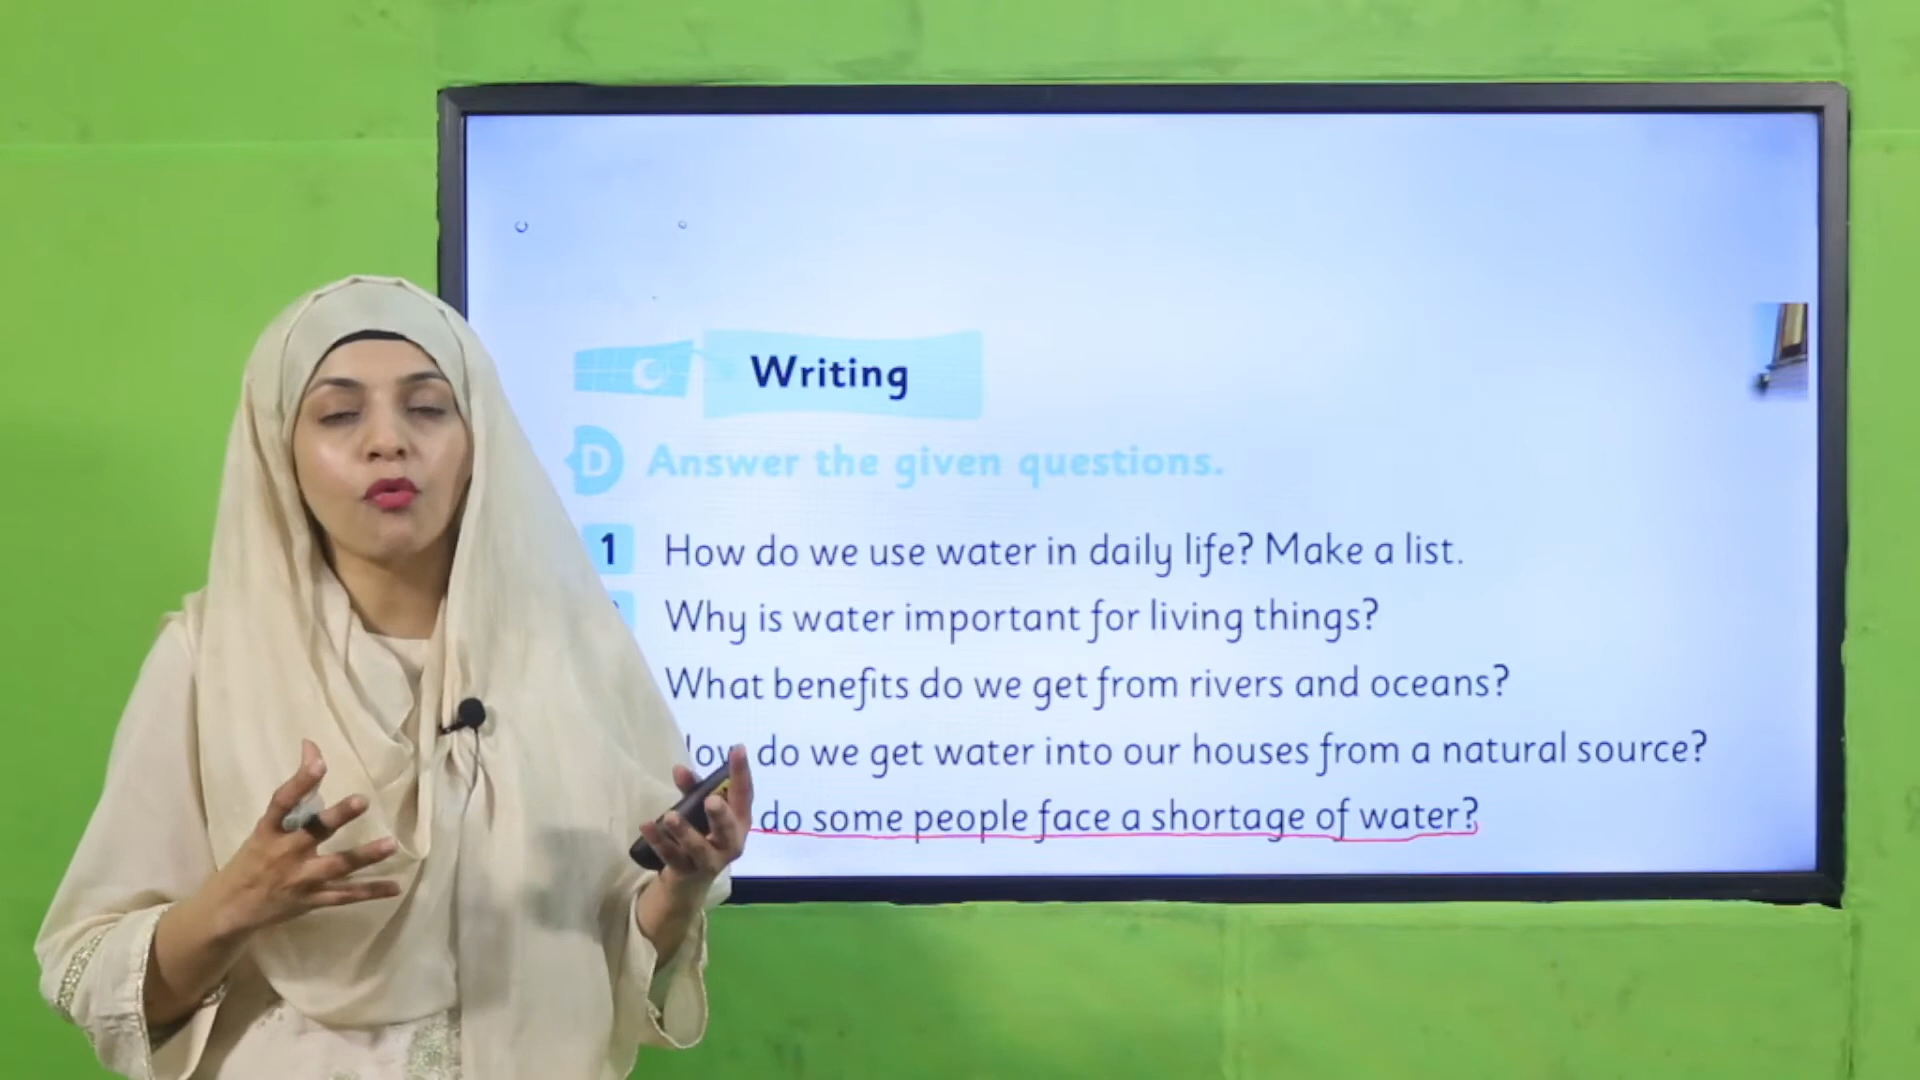 Writing
D Answer the given questions.
1 How do we use water in daily life? Make a list.
Why is water important for living things?
What benefits do we get from rivers and oceans?
do we get water into our houses from a natural source?
do some people face a shortage of water?